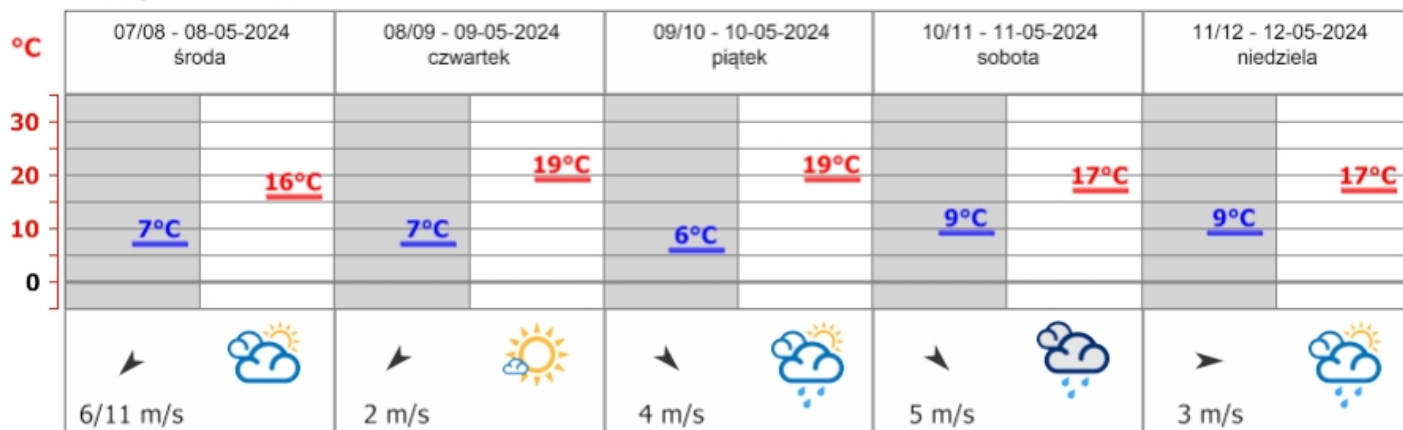 °C
07/08 - 08-05-2024
środa
08/09 - 09-05-2024
czwartek
09/10 - 10-05-2024
piątek
10/11 - 11-05-2024
sobota
11/12 - 12-05-2024
niedziela
30
20
10
0
16°C
19°C
19°C
17°C
17°C
7°C
7°C
6°C
9°C
9°C
6/11 m/s
2 m/s
4 m/s
5 m/s
3 m/s